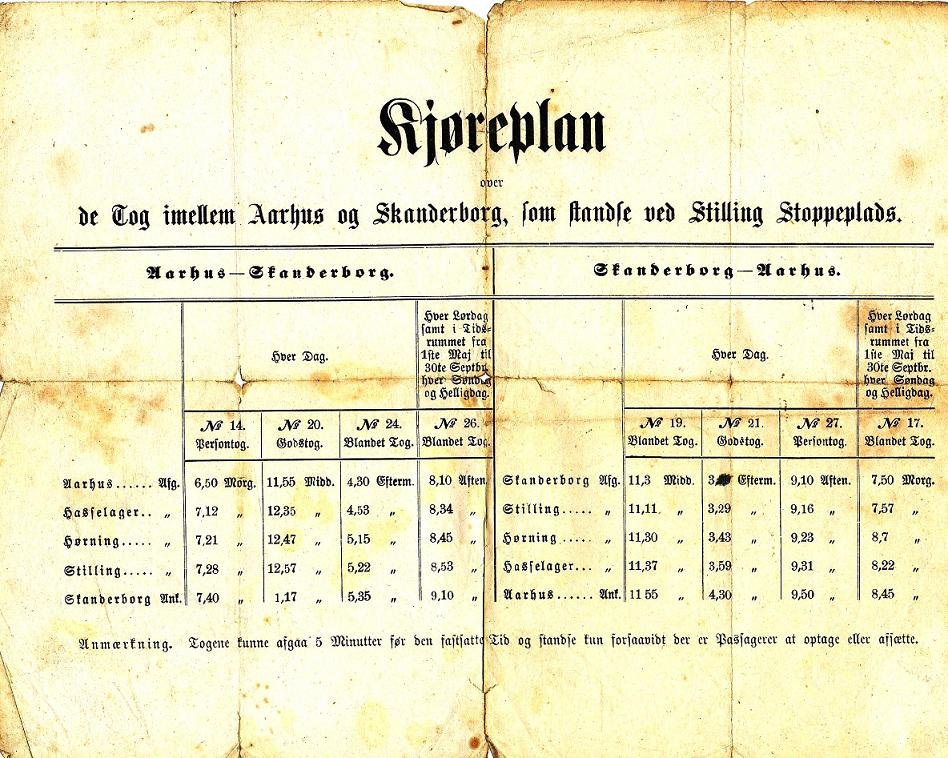 Kjøreplan
over
de Tog imellem Aarhus og Skanderborg, som standse ved Stilling Stoppeplads.
Aarhus—Skanderborg. Skanderborg—Aarhus.
Hver Dag. Hver Lørdag samt i Tids=rummet fra 1ste Maj til 30te Septbr. hver Søndag og Helligdag. Hver Dag. Hver Lørdag samt i Tids=rummet fra 1ste Maj til 30te Septbr. hver Søndag og Helligdag.
№ 14. № 20. № 24. № 26. № 19. № 21. № 27. № 17.
Persontog. Godstog. Blandet Tog. Blandet Tog. Blandet Tog. Godstog. Persontog. Blandet Tog.
Aarhus...... Afg. 6,50 Morg. 11,55 Midd. 4,30 Efterm. 8,10 Aften. Skanderborg Afg. 11,3 Midd. Efterm. 9,10 Aften. 7,50 Morg.
Hasselager.. „ 7,12 „ 12,35 „ 4,53 „ 8,34 „ Stilling..... „ 11,11 „ 3,29 „ 9,16 „ 7,57 „
Hørning..... „ 7,21 „ 12,47 „ 5,15 „ 8,45 „ Hørning..... „ 11,30 „ 3,43 „ 9,23 „ 8,7 „
Stilling..... „ 7,28 „ 12,57 „ 5,22 „ 8,53 „ Hasselager... „ 11,37 „ 3,59 „ 9,31 „ 8,22 „
Skanderborg Ank. 7,40 „ 1,17 „ 5,35 „ 9,10 „ Aarhus...... Ank. 11 55 „ 4,30 „ 9,50 „ 8,45 „
Anmærkning. Togene kunne afgaa 5 Minutter før den fastsatte Tid og standse kun forsaavidt der er Passagerer at optage eller afsætte.